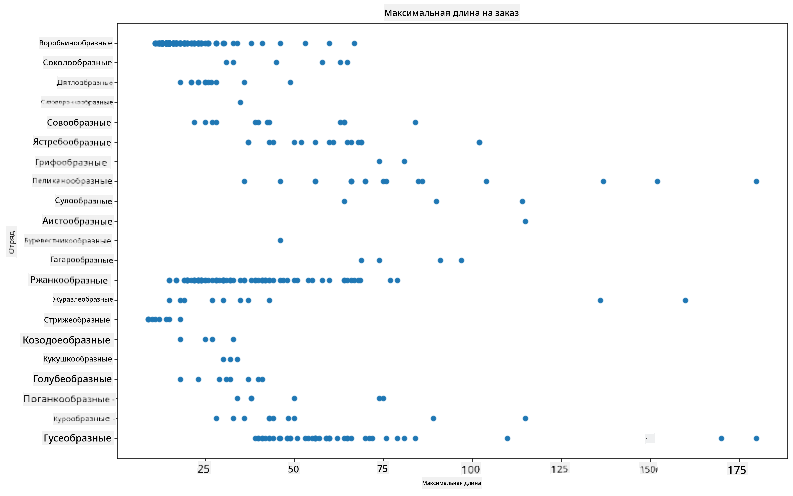 Максимальная длина на заказ
Воробьинообразные
Соколообразные
Дятлообразные
Совообразные
Ястребообразные
Грифообразные
Пеликанообразные
Сулообразные
Аистообразные
Буревестникообразные
Гагарообразные
Ржанкообразные
Журавлеобразные
Стрижеобразные
Козодоеобразные
Кукушкообразные
Голубеобразные
Поганкообразные
Курообразные
Гусеобразные
Отряд
25 50 75 100 125 150 175
Максимальная длина